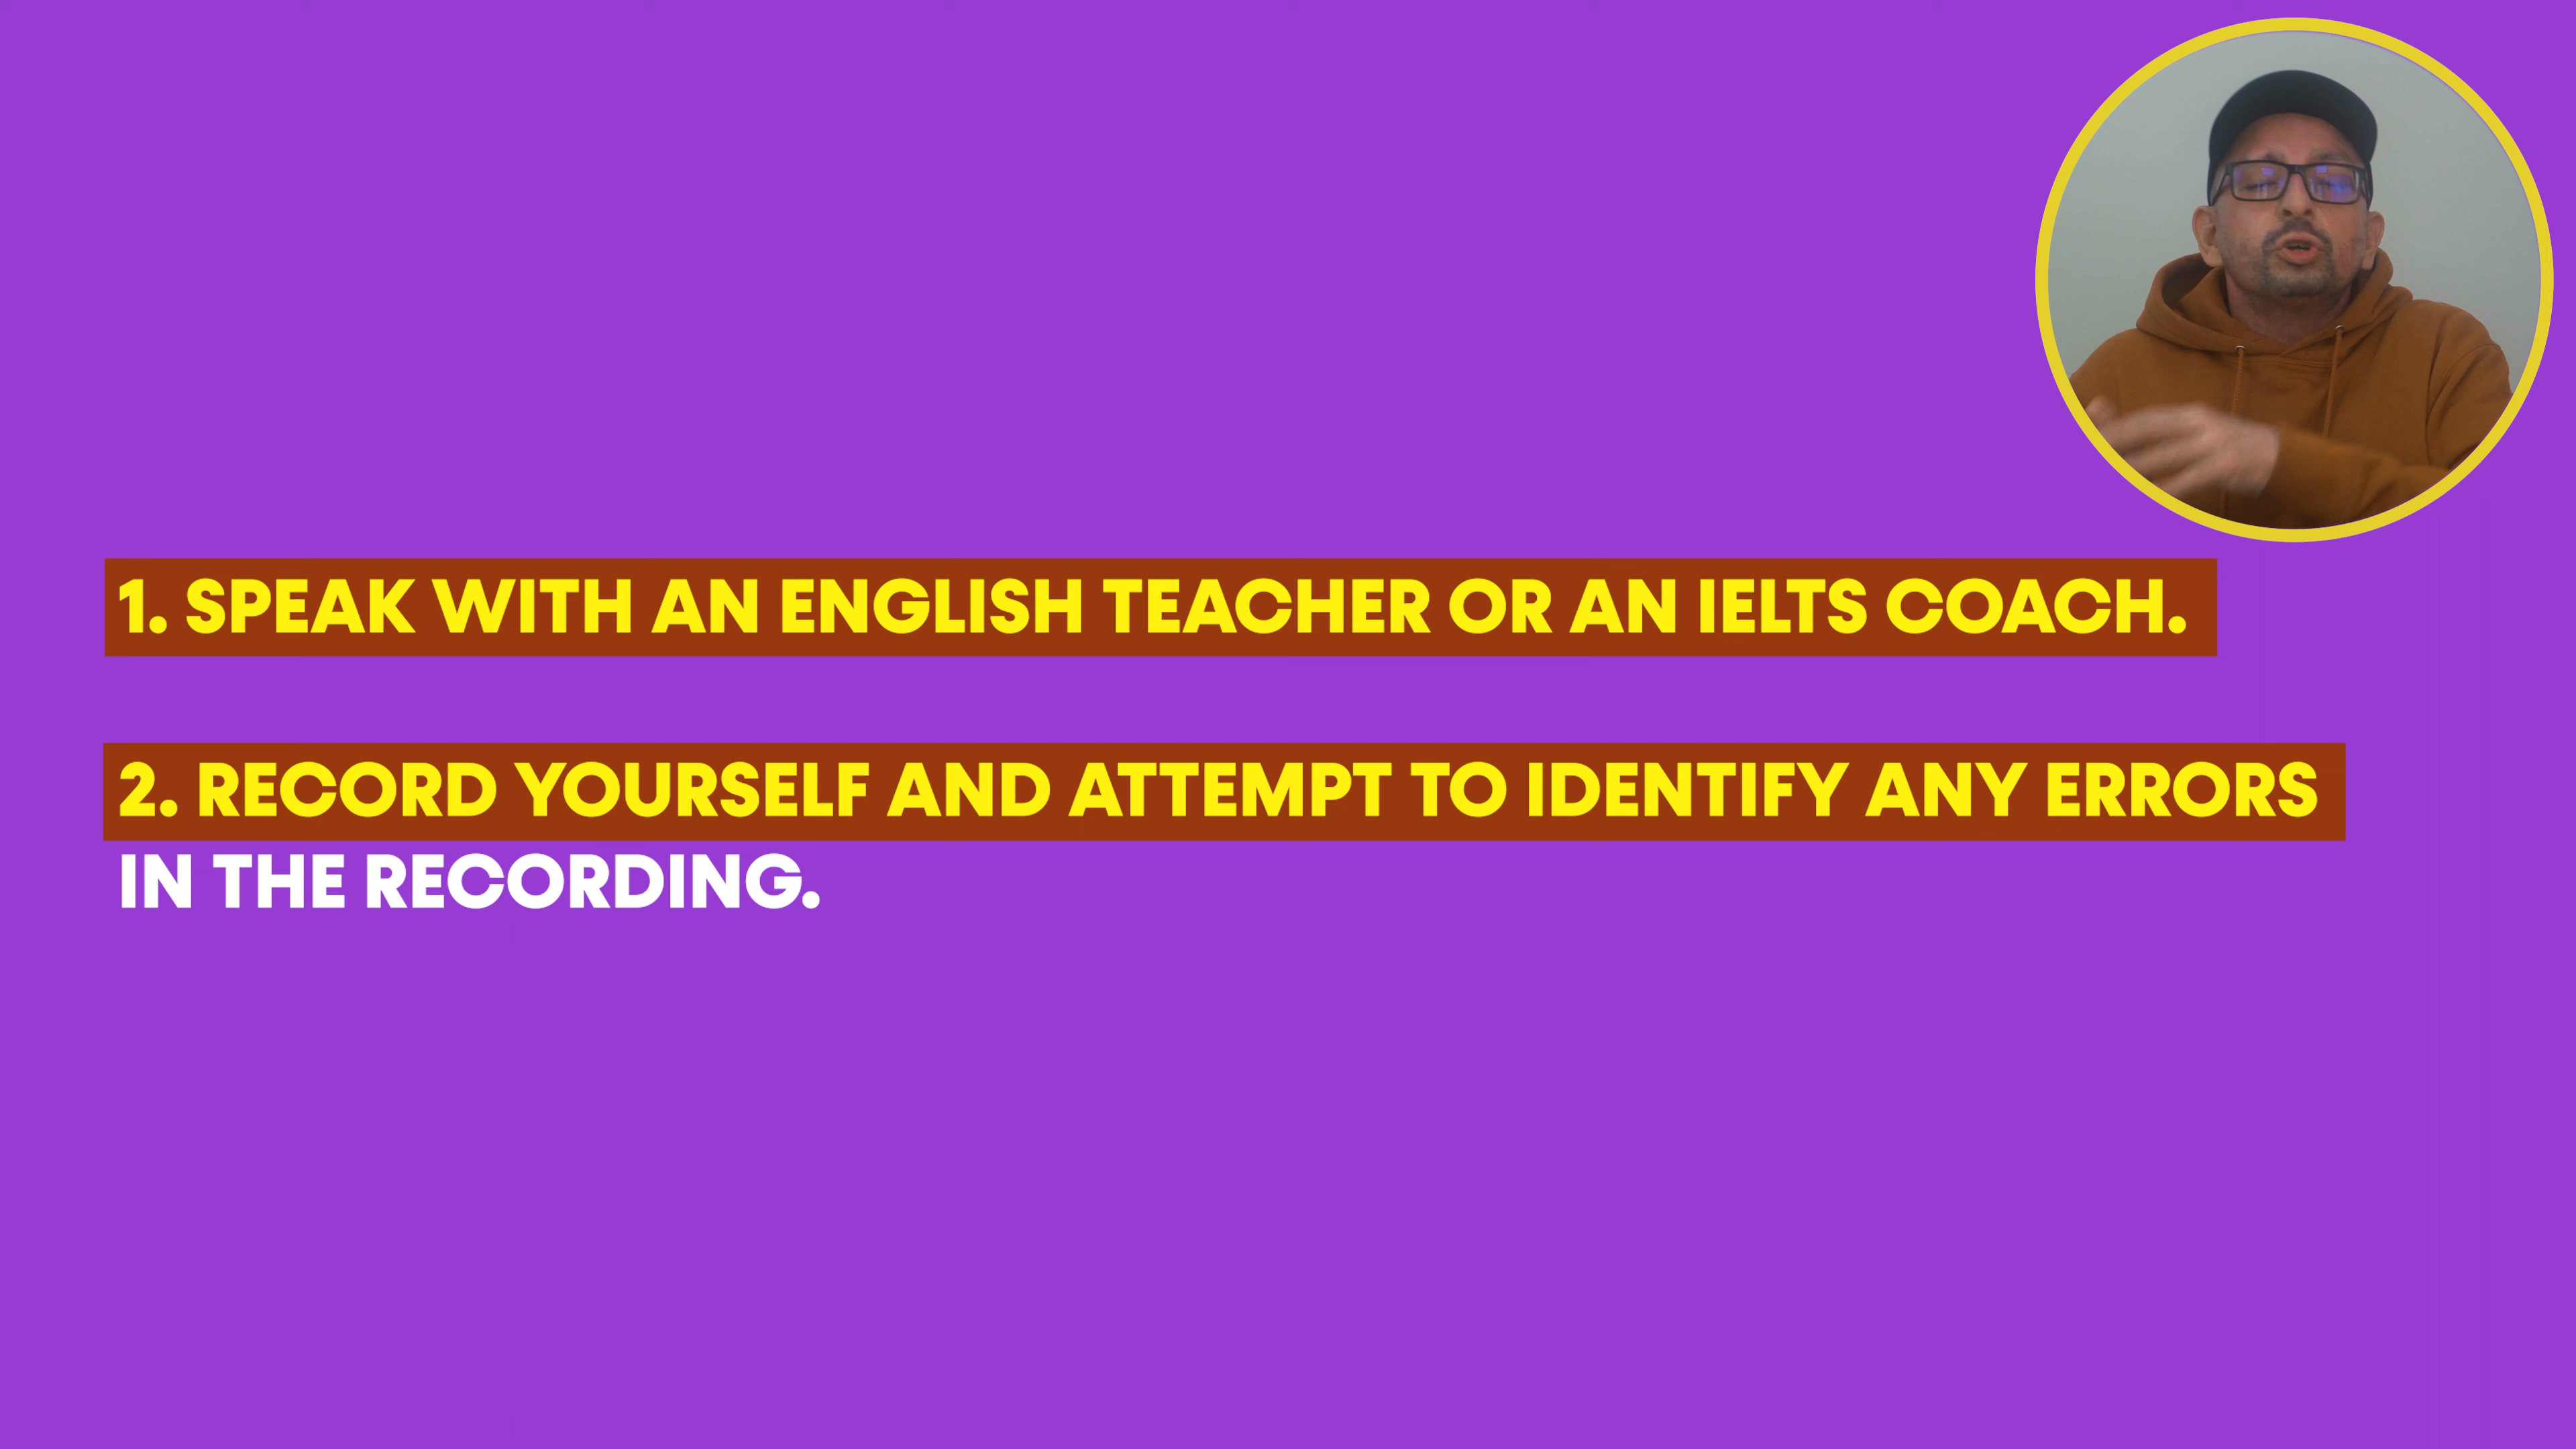 1. SPEAK WITH AN ENGLISH TEACHER OR AN IELTS COACH.
2. RECORD YOURSELF AND ATTEMPT TO IDENTIFY ANY ERRORS
IN THE RECORDING.